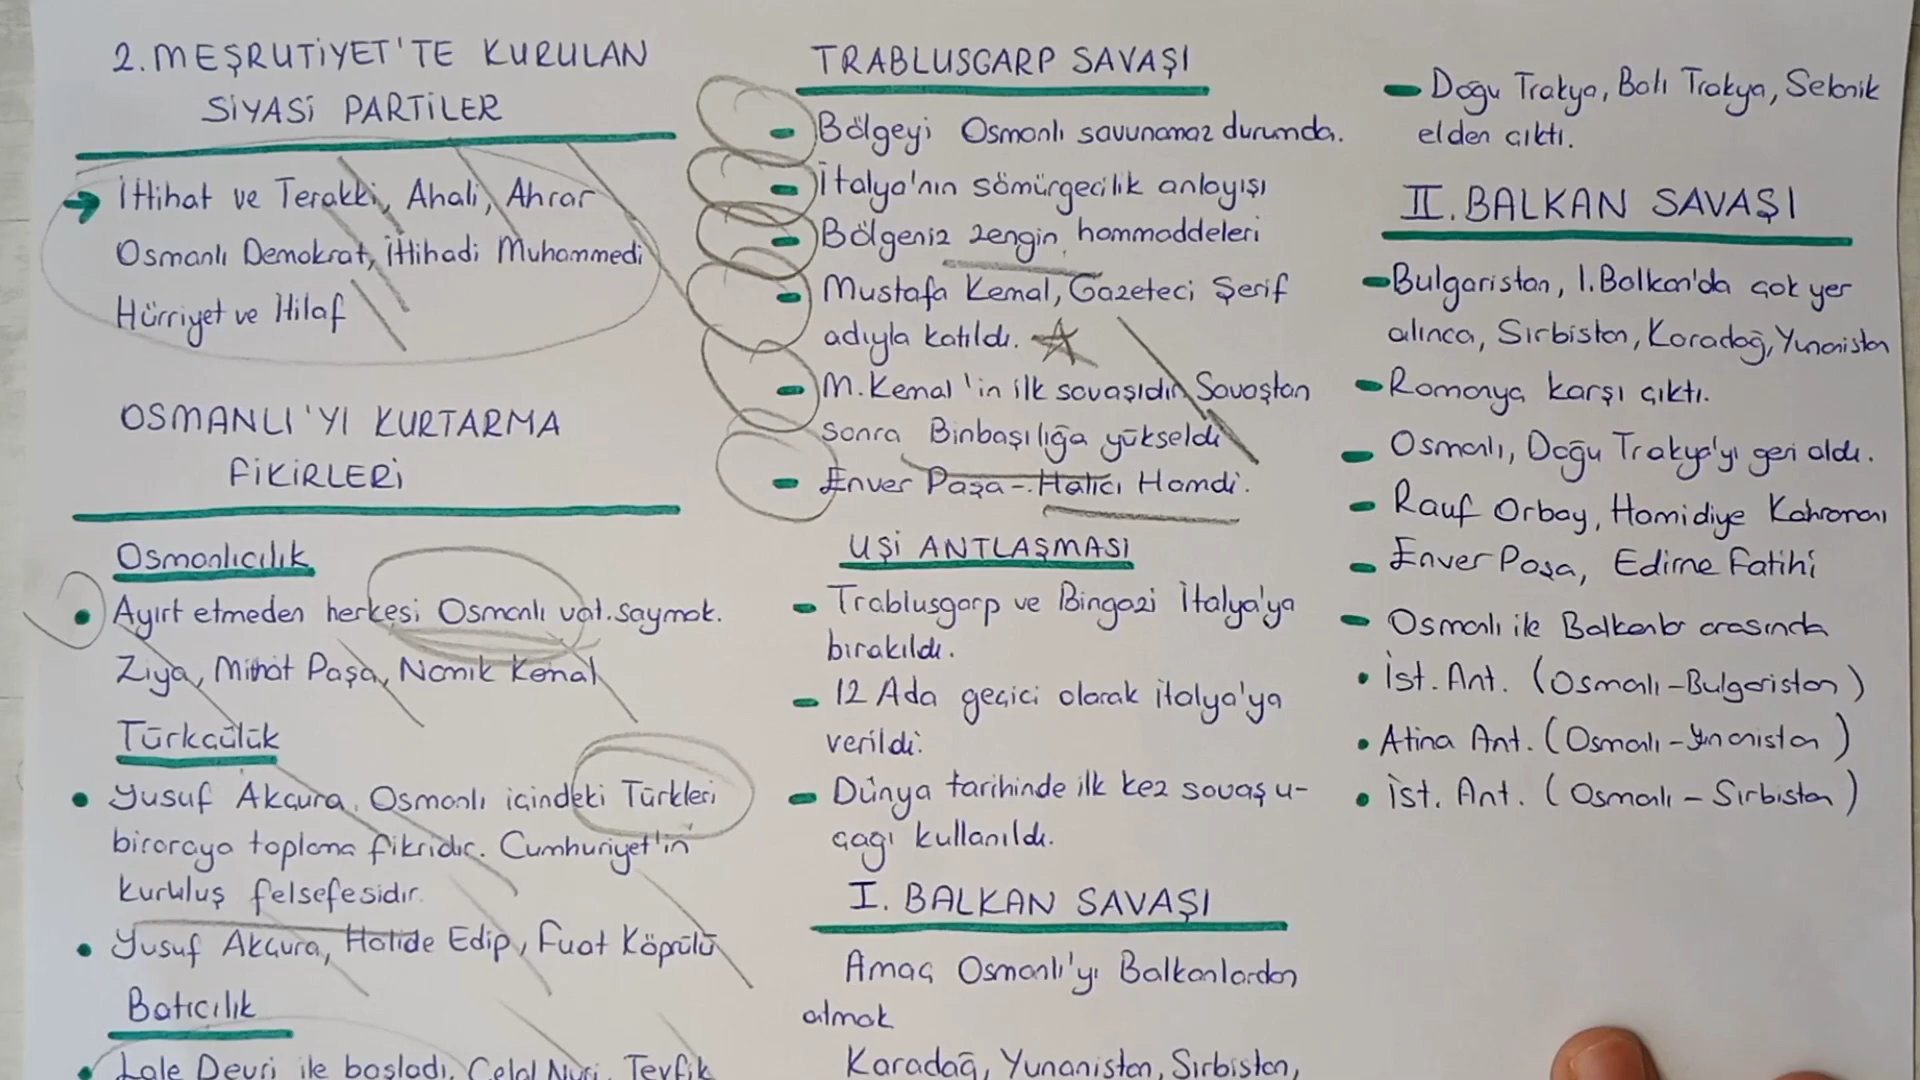 2. MEŞRUTİYET'TE KURULAN
SİYASİ PARTİLER
İttihat ve Terakki, Ahali, Ahrar
Osmanlı Demokrat, İttihadi Muhammedi
Hürriyet ve Hilaf
OSMANLI'YI KURTARMA
FİKİRLERİ
Osmanlıcılık
Ayırt etmeden herkesi Osmanlı vat. saymak.
Ziya, Mithat Paşa, Namık Kemal
Türkçülük
Yusuf Akçura. Osmanlı içindeki Türkleri
biraraya toplama fikridir. Cumhuriyet'in
kuruluş felsefesidir.
Yusuf Akçura, Halide Edip, Fuat Köprülü
Batıcılık
Lale Devri ile başladı. Celal Nuri, Tevfik
TRABLUSGARP SAVAŞI
Bölgeyi Osmanlı savunamaz durumda.
İtalya'nın sömürgecilik anlayışı
Bölgeniz zengin hammaddeleri
Mustafa Kemal, Gazeteci Şerif
adıyla katıldı.
M. Kemal'in ilk savaşıdır. Savaştan
sonra Binbaşılığa yükseldi
Enver Paşa - Halıcı Hamdi.
UŞİ ANTLAŞMASI
Trablusgarp ve Bingazi İtalya'ya
bırakıldı.
12 Ada geçici olarak İtalya'ya
verildi.
Dünya tarihinde ilk kez savaş u-
çağı kullanıldı.
I. BALKAN SAVAŞI
Amaç Osmanlı'yı Balkanlardan
atmak
Karadağ, Yunanistan, Sırbistan,
Doğu Trakya, Batı Trakya, Selanik
elden çıktı.
II. BALKAN SAVAŞI
Bulgaristan, 1. Balkan'da çok yer
alınca, Sırbistan, Karadağ, Yunanistan
Romanya karşı çıktı.
Osmanlı, Doğu Trakya'yı geri aldı.
Rauf Orbay, Hamidiye Kahramanı
Enver Paşa, Edirne Fatihi
Osmanlı ile Balkanlar arasında
İst. Ant. (Osmanlı-Bulgaristan)
Atina Ant. (Osmanlı-Yunanistan)
İst. Ant. (Osmanlı - Sırbistan)